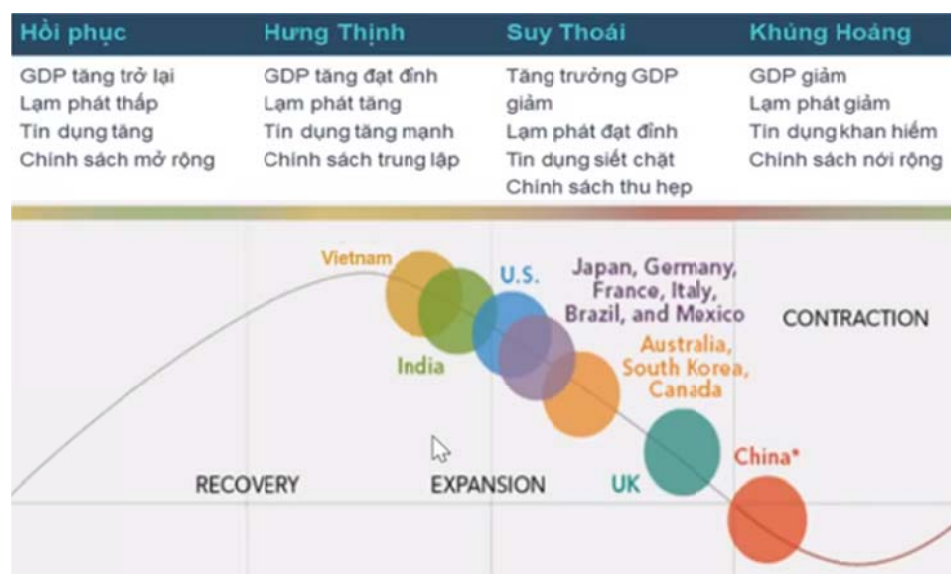 Hồi phục
Hưng Thịnh
Suy Thoái
Khủng Hoảng
GDP tăng trở lại
Lạm phát thấp
Tín dụng tăng
Chính sách mở rộng
GDP tăng đạt đỉnh
Lạm phát tăng
Tín dụng tăng mạnh
Chính sách trung lập
Tăng trưởng GDP
giảm
Lạm phát đạt đỉnh
Tín dụng siết chặt
Chính sách thu hẹp
GDP giảm
Lạm phát giảm
Tín dụng khan hiếm
Chính sách nới rộng
Vietnam
India
U.S.
Japan, Germany,
France, Italy,
Brazil, and Mexico
Australia,
South Korea,
Canada
CONTRACTION
RECOVERY
EXPANSION
UK
China*